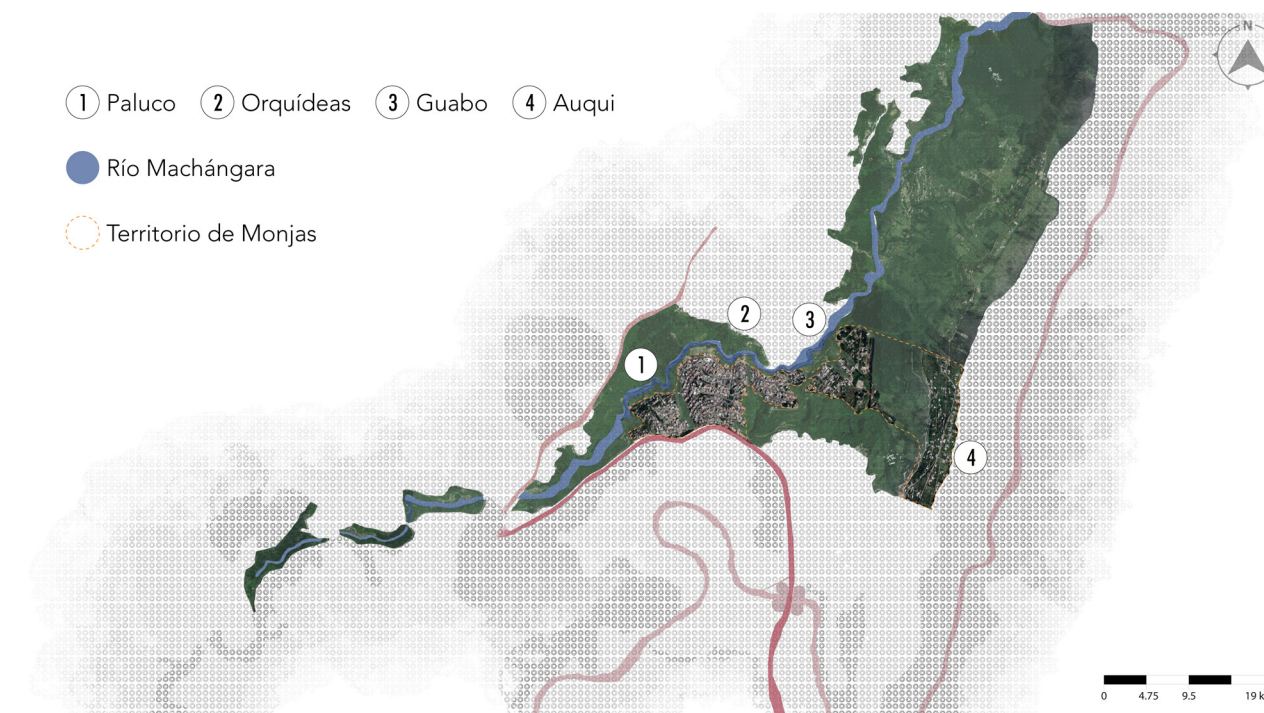 1 Paluco 2 Orquídeas 3 Guabo 4 Auqui
Río Machángara
Territorio de Monjas
N
2
3
1
4
0 4.75 9.5 19 k